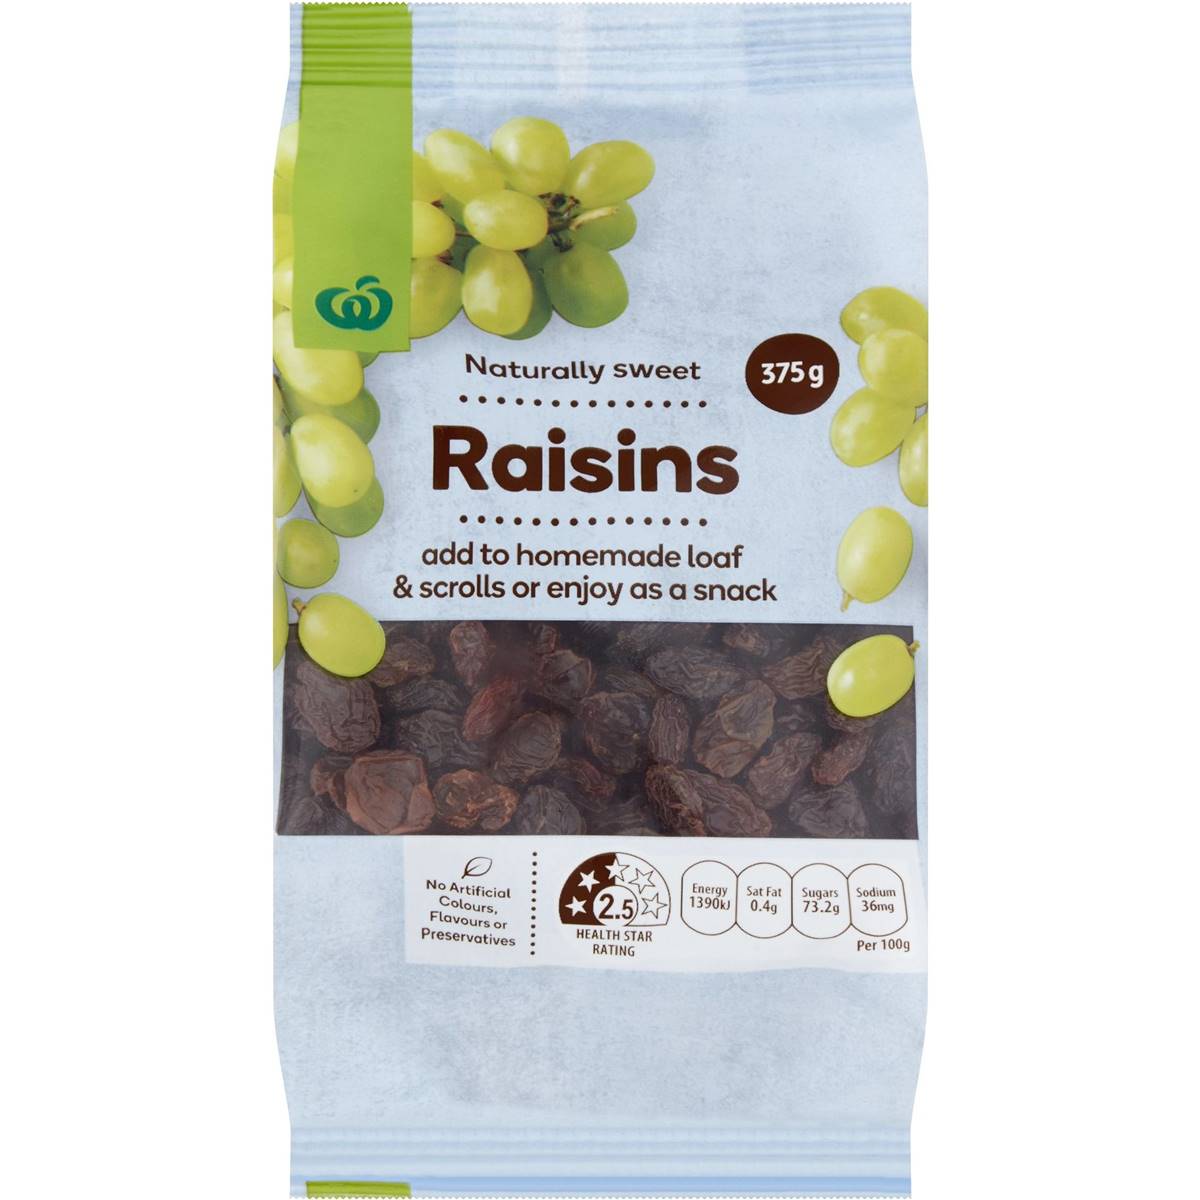 Naturally sweet
375g
Raisins
add to homemade loaf
& scrolls or enjoy as a snack
No Artificial
Colours,
Flavours or
Preservatives
2.5
HEALTH STAR
RATING
Energy
1390kJ
Sat Fat
0.4g
Sugars
73.2g
Sodium
36mg
Per 100g